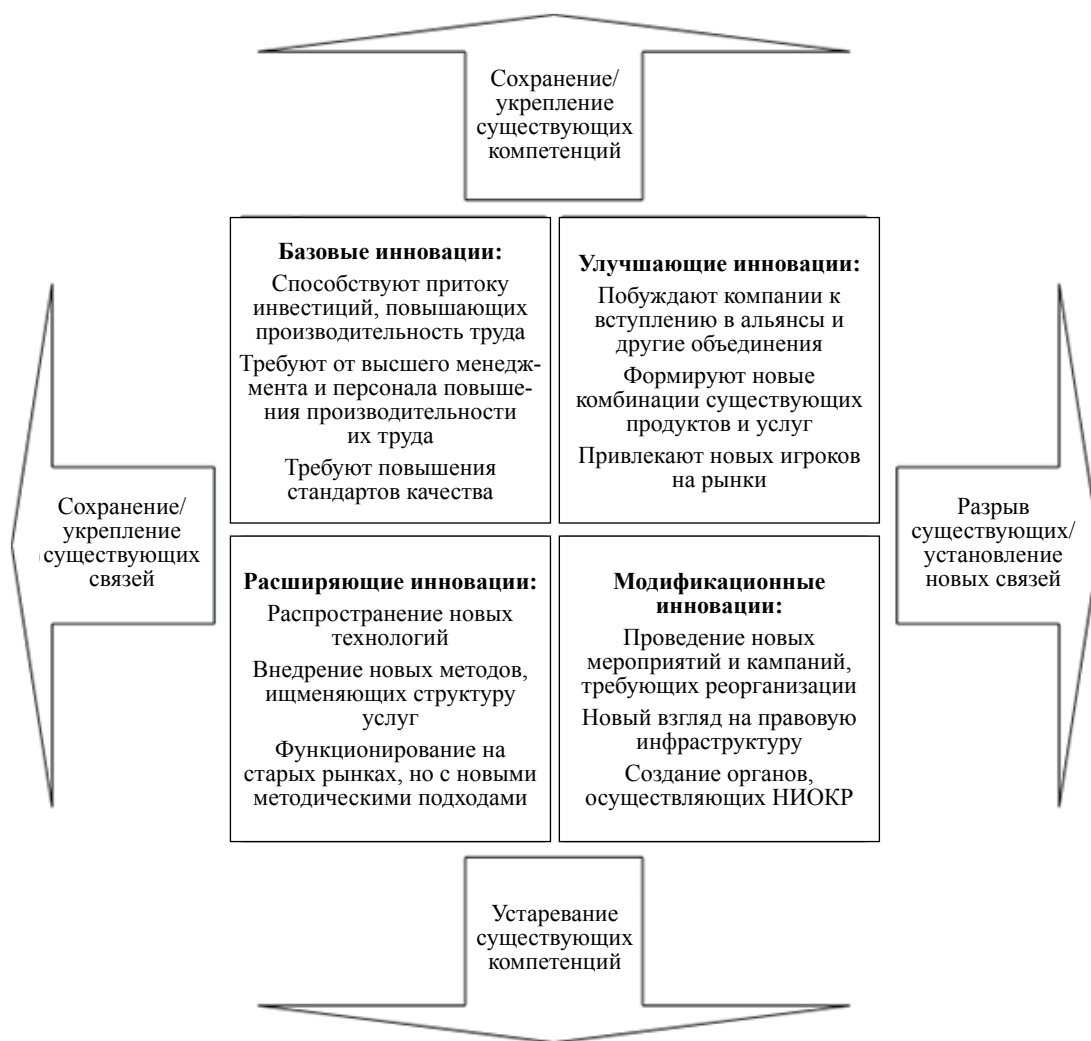 Сохранение/
укрепление
существующих
компетенций
Базовые инновации:
Способствуют притоку
инвестиций, повышающих
производительность труда
Требуют от высшего менедж-
мента и персонала повыше-
ния производительности
их труда
Требуют повышения
стандартов качества
Улучшающие инновации:
Побуждают компании к
вступлению в альянсы и
другие объединения
Формируют новые
комбинации существующих
продуктов и услуг
Привлекают новых игроков
на рынки
Сохранение/
укрепление
существующих
связей
Разрыв
существующих/
установление
новых связей
Расширяющие инновации:
Распространение новых
технологий
Внедрение новых методов,
ищменяющих структуру
услуг
Функционирование на
старых рынках, но с новыми
методическими подходами
Модификационные
инновации:
Проведение новых
мероприятий и кампаний,
требующих реорганизации
Новый взгляд на правовую
инфраструктуру
Создание органов,
осуществляющих НИОКР
Устаревание
существующих
компетенций